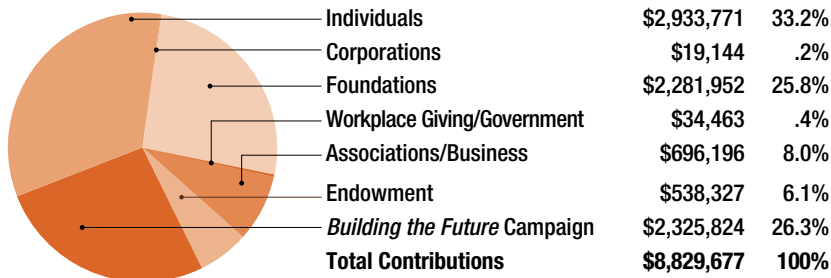 Individuals $2,933,771 33.2%
Corporations $19,144 .2%
Foundations $2,281,952 25.8%
Workplace Giving/Government $34,463 .4%
Associations/Business $696,196 8.0%
Endowment $538,327 6.1%
Building the Future Campaign $2,325,824 26.3%
Total Contributions $8,829,677 100%